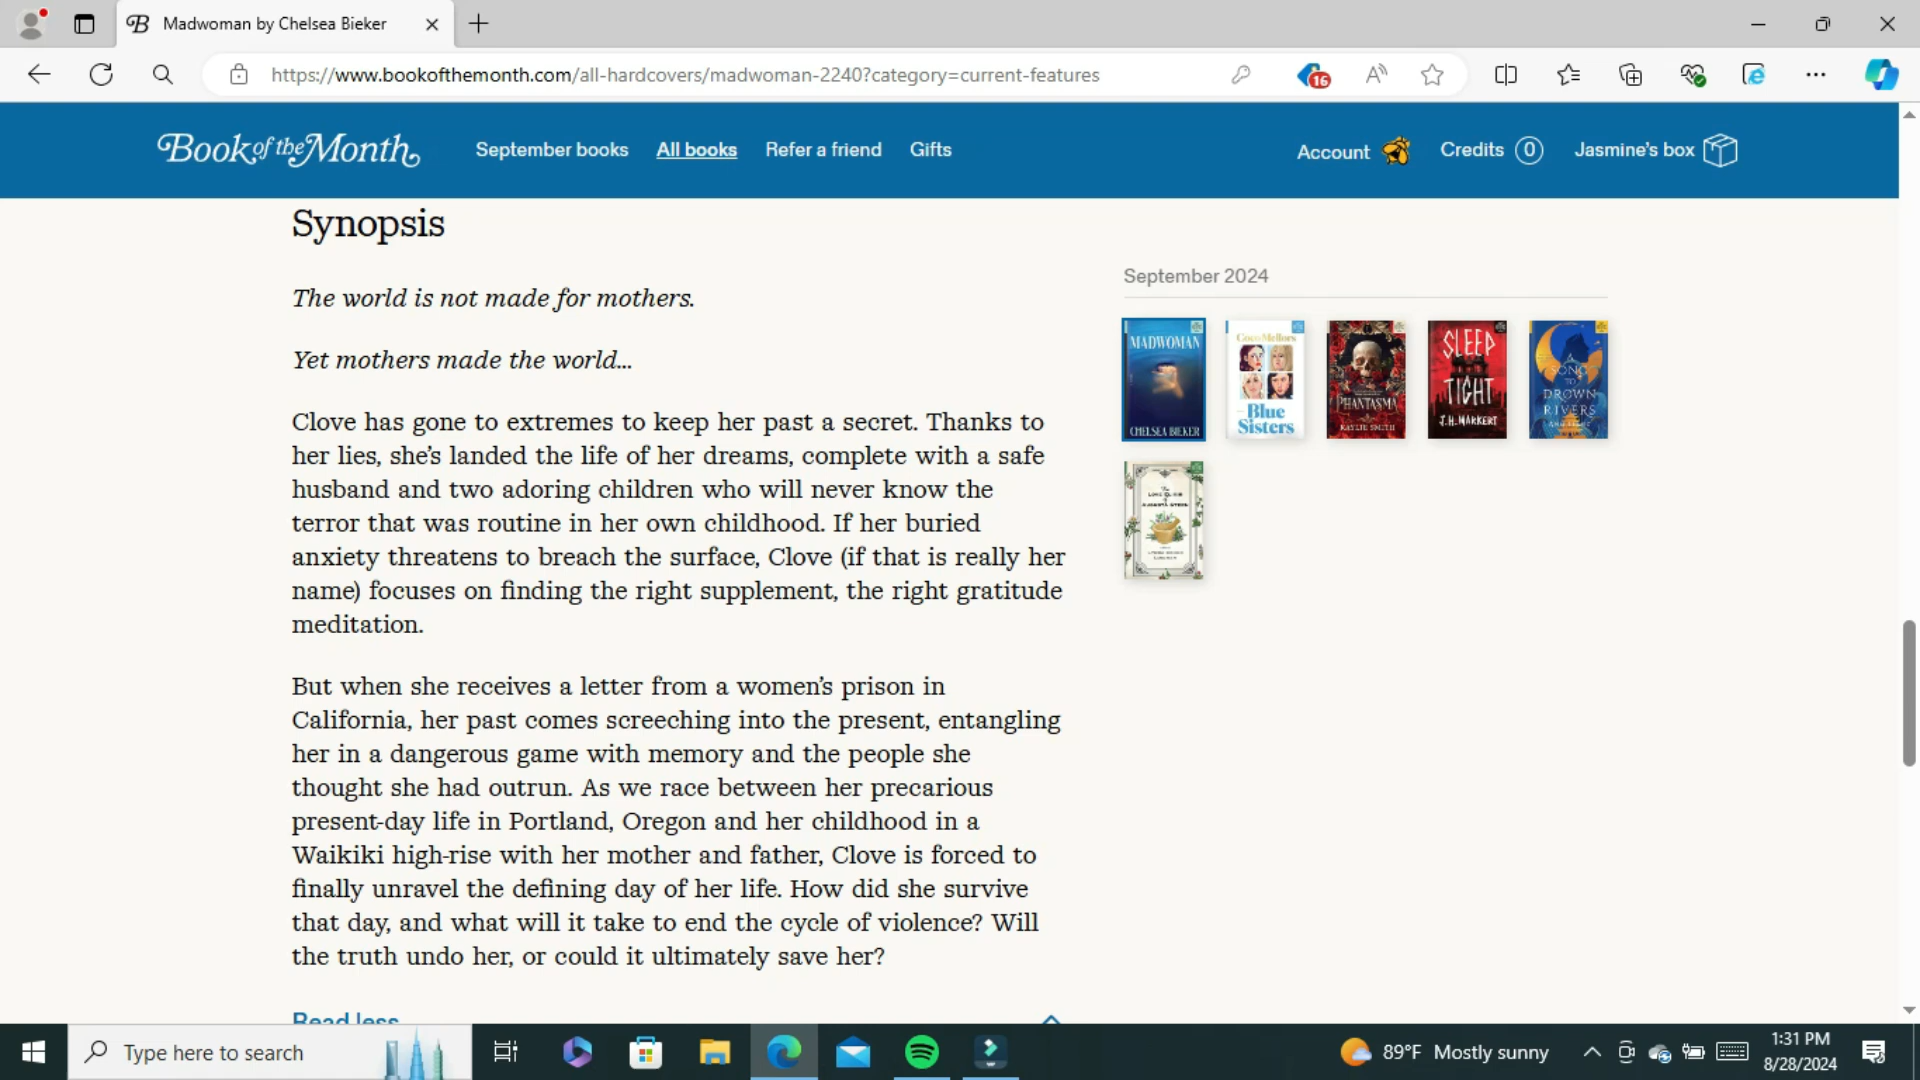 Madwoman by Chelsea Bieker
https://www.bookofthemonth.com/all-hardcovers/madwoman-2240?category=current-features
16
Book of the Month
September books
All books
Refer a friend
Gifts
Account
Credits 0
Jasmine's box
Synopsis
The world is not made for mothers.
Yet mothers made the world...
Clove has gone to extremes to keep her past a secret. Thanks to
her lies, she's landed the life of her dreams, complete with a safe
husband and two adoring children who will never know the
terror that was routine in her own childhood. If her buried
anxiety threatens to breach the surface, Clove (if that is really her
name) focuses on finding the right supplement, the right gratitude
meditation.
But when she receives a letter from a women's prison in
California, her past comes screeching into the present, entangling
her in a dangerous game with memory and the people she
thought she had outrun. As we race between her precarious
present-day life in Portland, Oregon and her childhood in a
Waikiki high-rise with her mother and father, Clove is forced to
finally unravel the defining day of her life. How did she survive
that day, and what will it take to end the cycle of violence? Will
the truth undo her, or could it ultimately save her?
Read less
September 2024
MADWOMAN
CHELSEA BIEKER
Coco Mellors
Blue
Sisters
PHANTASMA
KAYLIE SMITH
SLEEP
TIGHT
J.H. MARKERT
A
SONG
TO
DROWN
RIVERS
Type here to search
89°F Mostly sunny
1:31 PM
8/28/2024